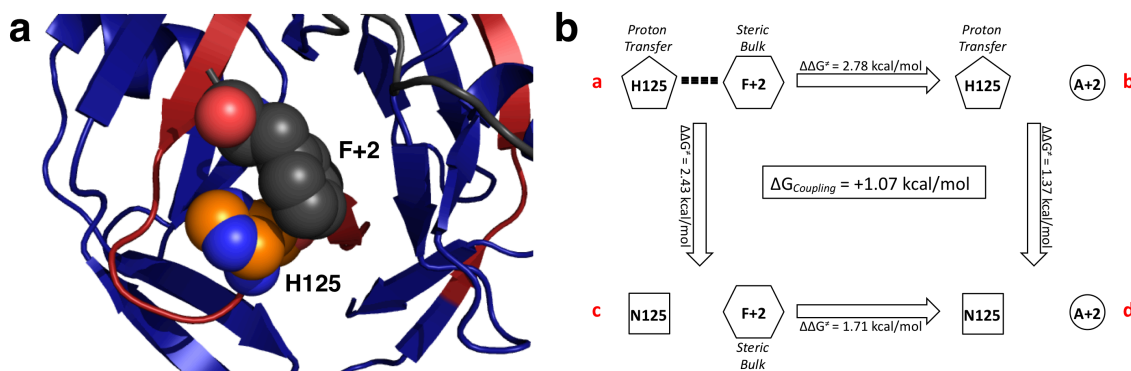 a
F+2
H125
b
Proton
Transfer
Steric
Bulk
Proton
Transfer
a
H125
F+2
ΔΔG≠ = 2.78 kcal/mol
H125
A+2
b
ΔΔG≠ = 2.43 kcal/mol
ΔGCoupling = +1.07 kcal/mol
ΔΔG≠ = 1.37 kcal/mol
c
N125
F+2
ΔΔG≠ = 1.71 kcal/mol
N125
A+2
d
Steric
Bulk